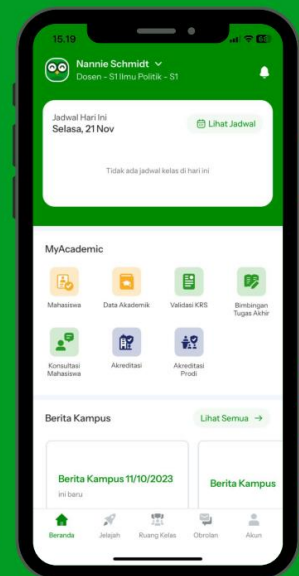 15.19
Nannie Schmidt
Dosen - S1 Ilmu Politik - S1
Jadwal Hari Ini
Selasa, 21 Nov
Lihat Jadwal
Tidak ada jadwal kelas di hari ini
MyAcademic
Mahasiswa
Data Akademik
Validasi KRS
Bimbingan
Tugas Akhir
Konsultasi
Mahasiswa
Akreditasi
Akreditasi
Prodi
Berita Kampus
Lihat Semua →
Berita Kampus 11/10/2023
ini baru
Berita Kampus
Beranda
Jelajah
Ruang Kelas
Obrolan
Akun